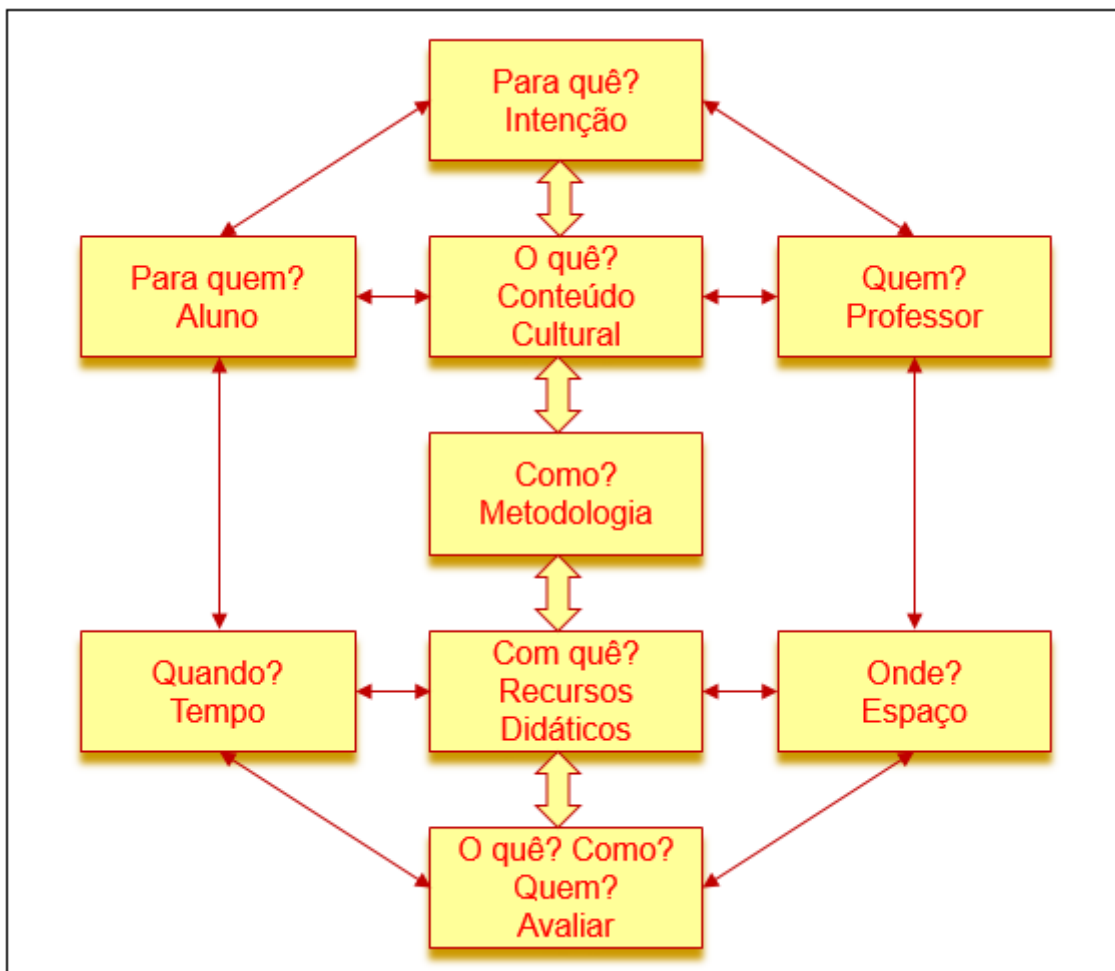 Para quê?
Intenção
Para quem?
Aluno
O quê?
Conteúdo
Cultural
Quem?
Professor
Como?
Metodologia
Quando?
Tempo
Com quê?
Recursos
Didáticos
Onde?
Espaço
O quê? Como?
Quem?
Avaliar